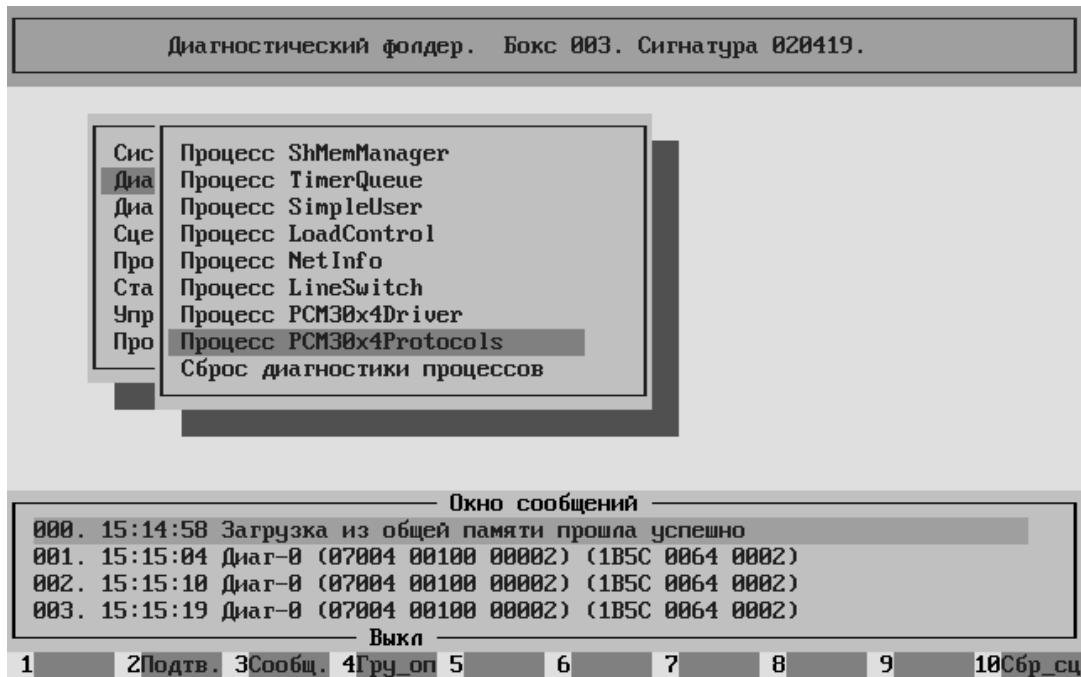 Диагностический фолдер. Бокс 003. Сигнатура 020419.
Сис
Диа
Диа
Сце
Про
Ста
Упр
Про
Процесс ShMemManager
Процесс TimerQueue
Процесс SimpleUser
Процесс LoadControl
Процесс NetInfo
Процесс LineSwitch
Процесс PCM30x4Driver
Процесс PCM30x4Protocols
Сброс диагностики процессов
Окно сообщений
000. 15:14:58 Загрузка из общей памяти прошла успешно
001. 15:15:04 Диаг-0 (07004 00100 00002) (1B5C 0064 0002)
002. 15:15:10 Диаг-0 (07004 00100 00002) (1B5C 0064 0002)
003. 15:15:19 Диаг-0 (07004 00100 00002) (1B5C 0064 0002)
Выкл
1 2Подтв. 3Сообщ. 4Гру_оп 5 6 7 8 9 10Сбр_сц